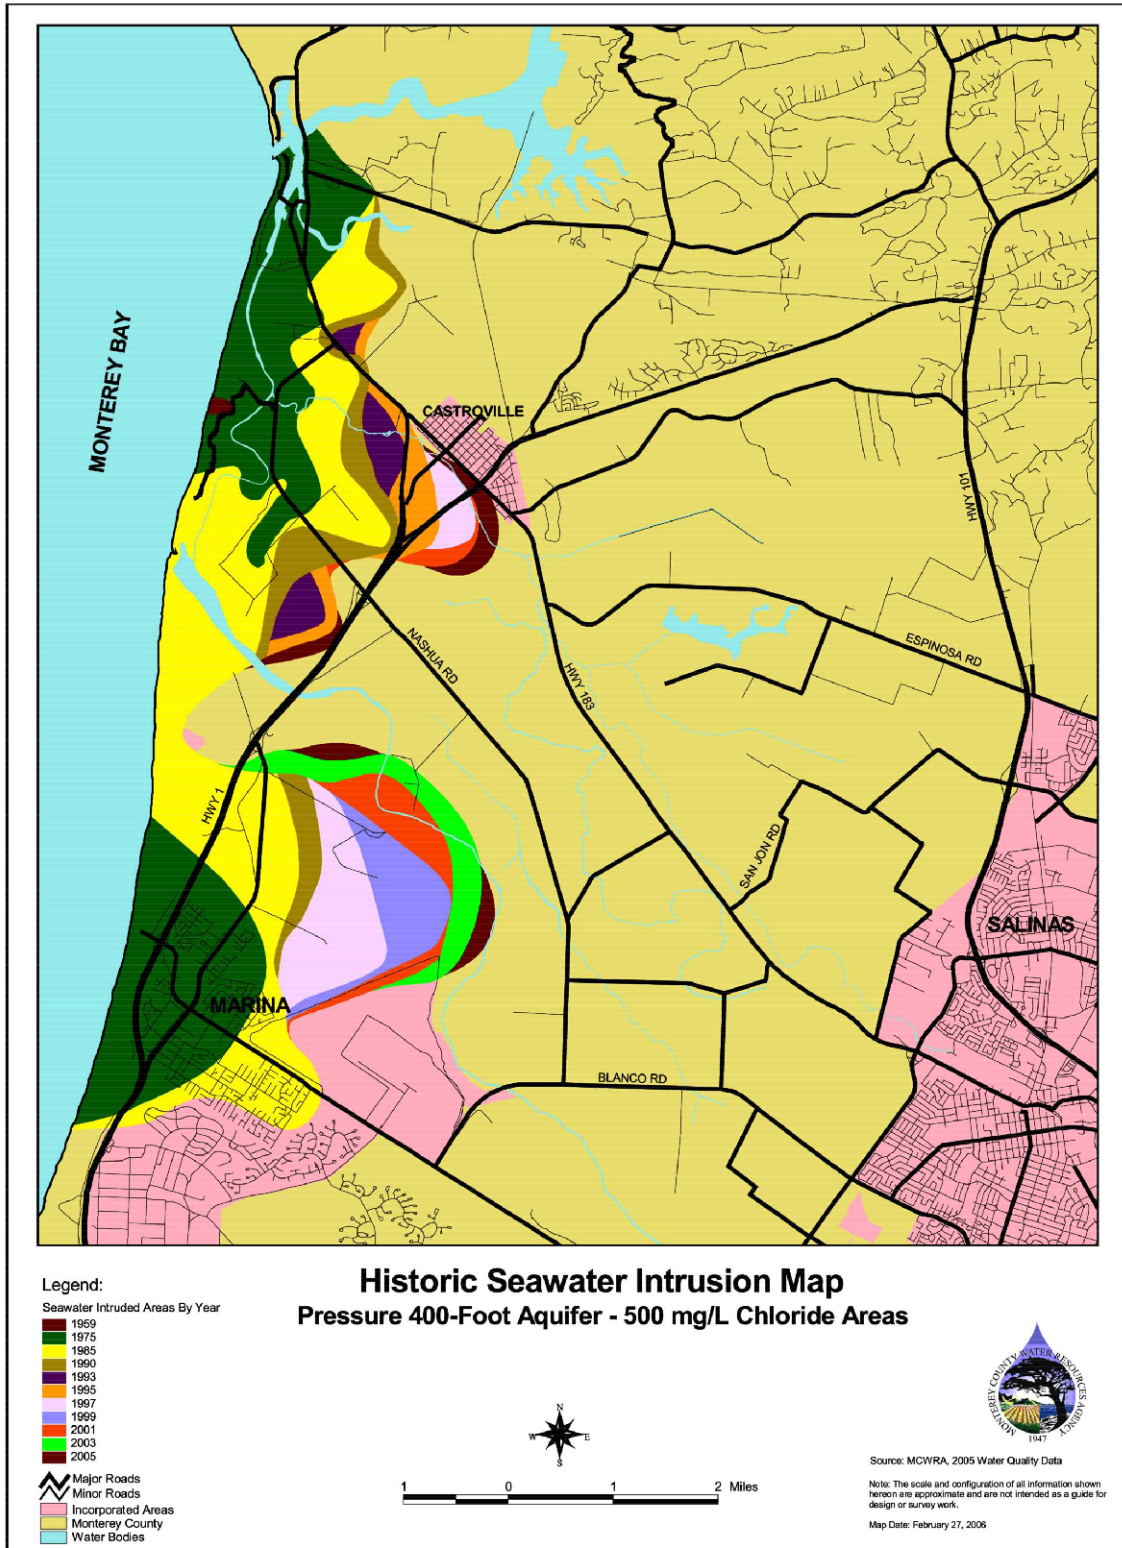 MONTEREY BAY
CASTROVILLE
HWY 101
NASHUA RD
HWY 183
ESPINOSA RD
HWY 1
SAN JON RD
SALINAS
MARINA
BLANCO RD
Historic Seawater Intrusion Map
Pressure 400-Foot Aquifer - 500 mg/L Chloride Areas
Legend:
Seawater Intruded Areas By Year
1959
1975
1985
1990
1993
1995
1997
1999
2001
2003
2005
Major Roads
Minor Roads
Incorporated Areas
Monterey County
Water Bodies
N
W E
S
1 0 1 2 Miles
MONTEREY COUNTY WATER RESOURCES AGENCY
1947
Source: MCWRA, 2005 Water Quality Data
Note: The scale and configuration of all information shown
hereon are approximate and are not intended as a guide for
design or survey work.
Map Date: February 27, 2006